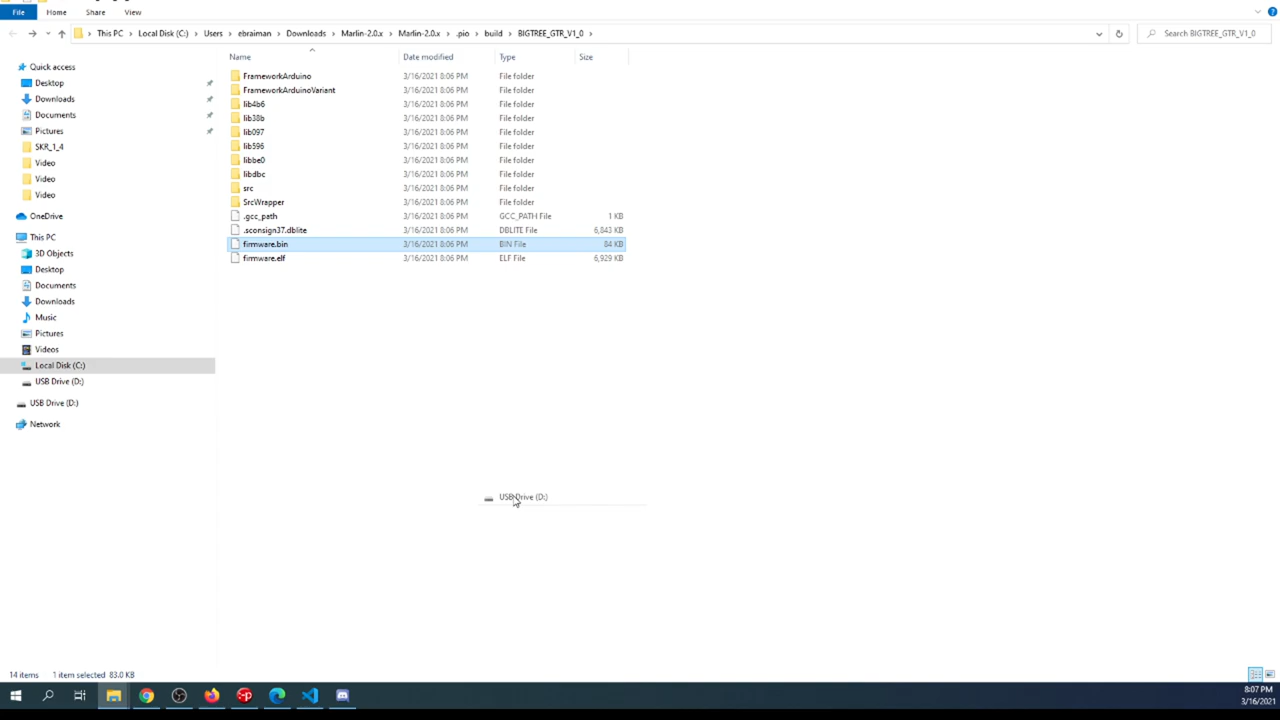 File Home Share View
This PC Local Disk (C:) Users ebraiman Downloads Marlin-2.0.x Marlin-2.0.x .pio build BIGTREE_GTR_V1_0 Search BIGTREE_GTR_V1_0
Name Date modified Type Size
Quick access
Desktop
Downloads
Documents
Pictures
SKR_1_4
Video
Video
Video
OneDrive
This PC
3D Objects
Desktop
Documents
Downloads
Music
Pictures
Videos
Local Disk (C:)
USB Drive (D:)
USB Drive (D:)
Network
FrameworkArduino 3/16/2021 8:06 PM File folder
FrameworkArduinoVariant 3/16/2021 8:06 PM File folder
lib4b6 3/16/2021 8:06 PM File folder
lib38b 3/16/2021 8:06 PM File folder
lib097 3/16/2021 8:06 PM File folder
lib596 3/16/2021 8:06 PM File folder
libbe0 3/16/2021 8:06 PM File folder
libdbc 3/16/2021 8:06 PM File folder
src 3/16/2021 8:06 PM File folder
SrcWrapper 3/16/2021 8:06 PM File folder
.gcc_path 3/16/2021 8:06 PM GCC_PATH File 1 KB
.sconsign37.dblite 3/16/2021 8:06 PM DBLITE File 6,843 KB
firmware.bin 3/16/2021 8:06 PM BIN File 84 KB
firmware.elf 3/16/2021 8:06 PM ELF File 6,929 KB
USB Drive (D:)
14 items 1 item selected 83.0 KB
8:07 PM
3/16/2021